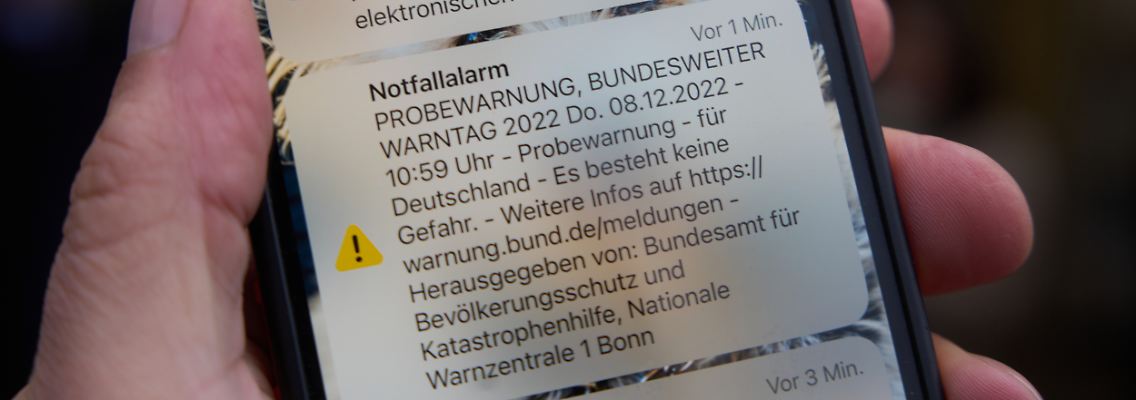 elektronischen
Vor 1 Min.
Notfallalarm
PROBEWARNUNG, BUNDESWEITER
WARNTAG 2022 Do. 08.12.2022 -
10:59 Uhr - Probewarnung - für
Deutschland - Es besteht keine
Gefahr. - Weitere Infos auf https://
warnung.bund.de/meldungen -
Herausgegeben von: Bundesamt für
Bevölkerungsschutz und
Katastrophenhilfe, Nationale
Warnzentrale 1 Bonn
Vor 3 Min.